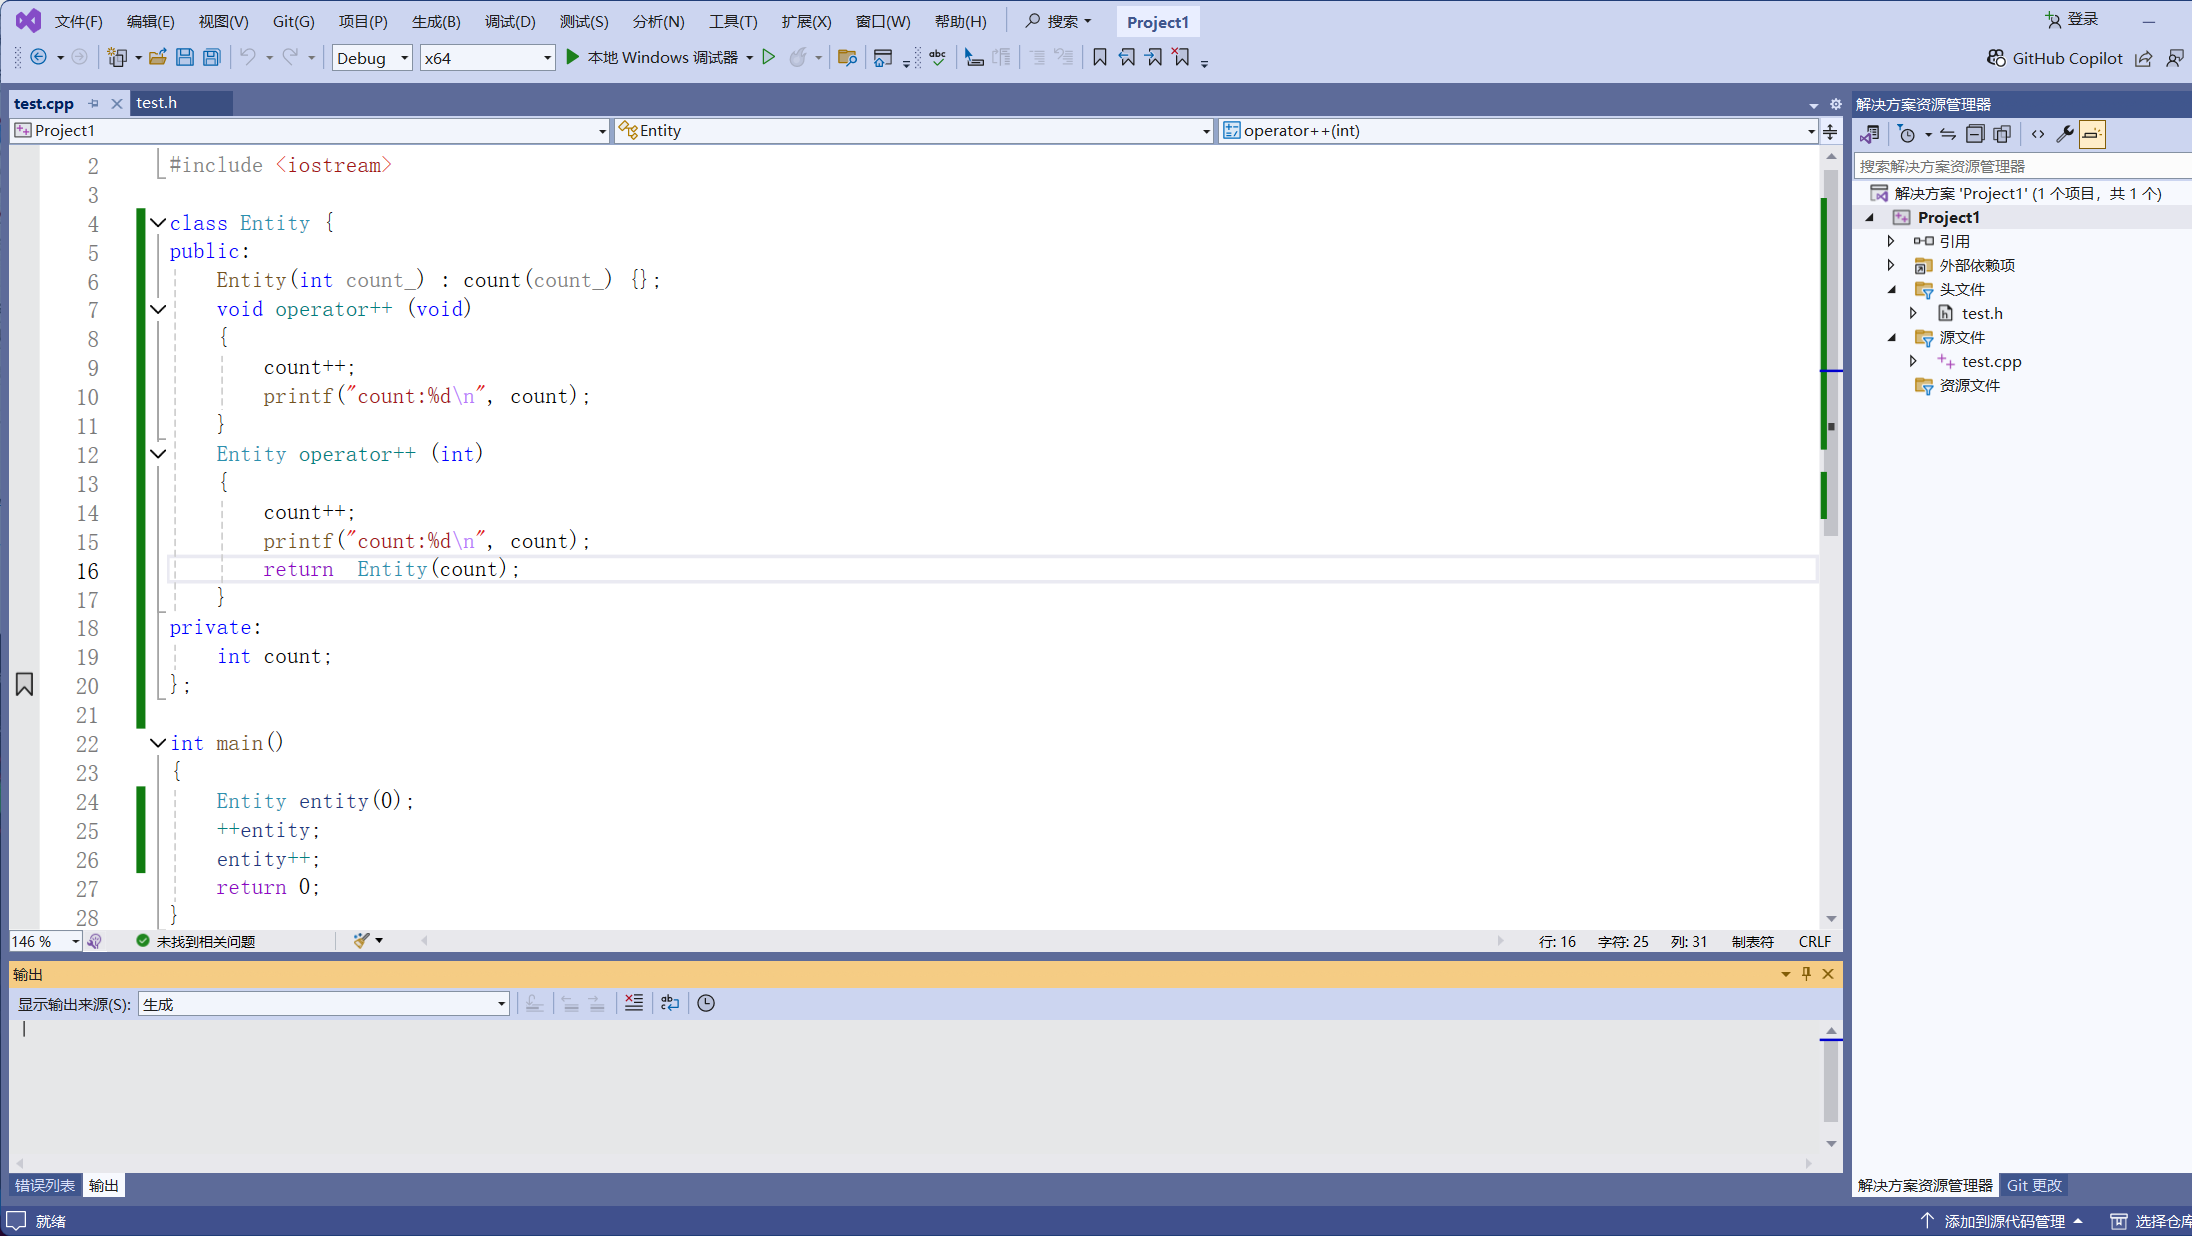 文件(F) 编辑(E) 视图(V) Git(G) 项目(P) 生成(B) 调试(D) 测试(S) 分析(N) 工具(T) 扩展(X) 窗口(W) 帮助(H) 搜索 Project1 登录
Debug x64 本地 Windows 调试器 abc GitHub Copilot
test.cpp test.h
Project1 Entity operator++(int)
2 #include <iostream>
3
4 class Entity {
5 public:
6 Entity(int count_) : count(count_) {};
7 void operator++ (void)
8 {
9 count++;
10 printf("count:%d\n", count);
11 }
12 Entity operator++ (int)
13 {
14 count++;
15 printf("count:%d\n", count);
16 return  Entity(count);
17 }
18 private:
19 int count;
20 };
21
22 int main()
23 {
24 Entity entity(0);
25 ++entity;
26 entity++;
27 return 0;
28 }
146 % 未找到相关问题 行: 16 字符: 25 列: 31 制表符 CRLF
输出
显示输出来源(S): 生成
错误列表 输出
解决方案资源管理器
搜索解决方案资源管理器
解决方案 'Project1' (1 个项目，共 1 个)
Project1
引用
外部依赖项
头文件
test.h
源文件
test.cpp
资源文件
解决方案资源管理器 Git 更改
就绪 添加到源代码管理 选择仓库